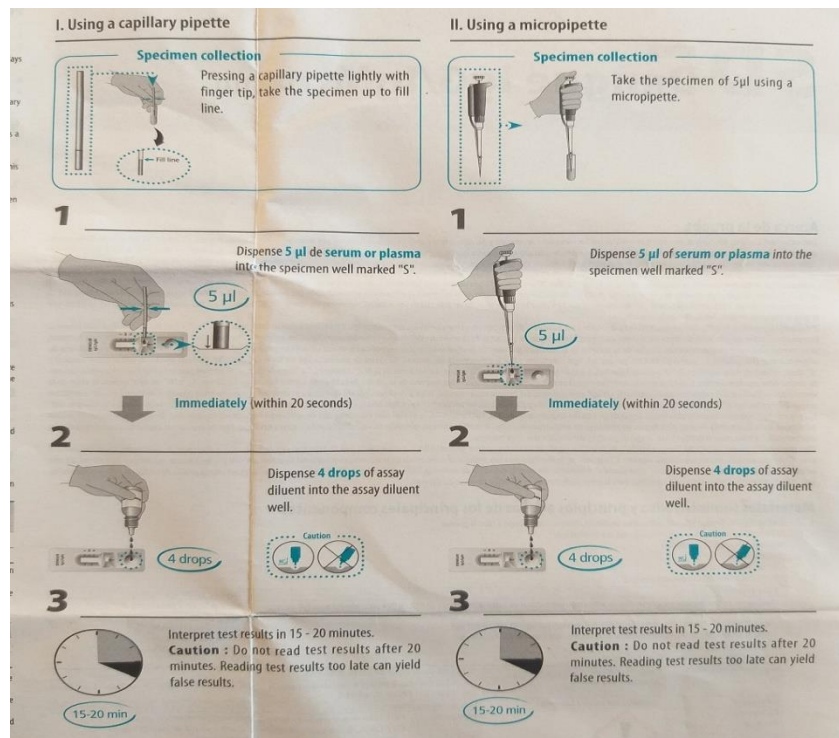 I. Using a capillary pipette
Specimen collection
Pressing a capillary pipette lightly with
finger tip, take the specimen up to fill
line.
Fill line
1
Dispense 5 µl de serum or plasma
into the speicmen well marked "S".
5 µl
Immediately (within 20 seconds)
2
Dispense 4 drops of assay
diluent into the assay diluent
well.
4 drops
Caution
3
Interpret test results in 15 - 20 minutes.
Caution : Do not read test results after 20
minutes. Reading test results too late can yield
false results.
15-20 min
II. Using a micropipette
Specimen collection
Take the specimen of 5µl using a
micropipette.
1
Dispense 5 µl of serum or plasma into the
speicmen well marked "S".
5 µl
Immediately (within 20 seconds)
2
Dispense 4 drops of assay
diluent into the assay diluent
well.
4 drops
Caution
3
Interpret test results in 15 - 20 minutes.
Caution : Do not read test results after 20
minutes. Reading test results too late can yield
false results.
15-20 min